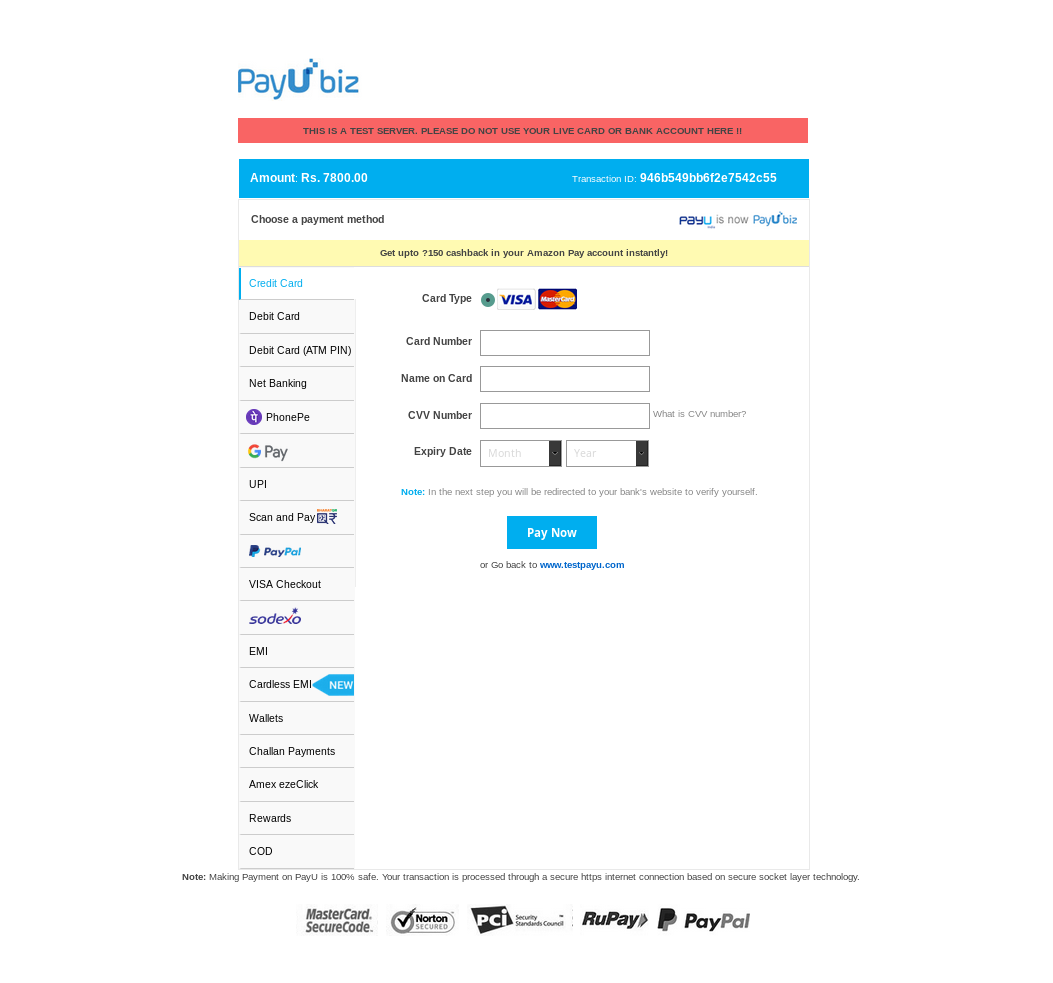 PayU biz
THIS IS A TEST SERVER. PLEASE DO NOT USE YOUR LIVE CARD OR BANK ACCOUNT HERE !!
Amount: Rs. 7800.00 Transaction ID: 946b549bb6f2e7542c55
Choose a payment method PayU is now PayU biz
Get upto ?150 cashback in your Amazon Pay account instantly!
Credit Card
Debit Card
Debit Card (ATM PIN)
Net Banking
PhonePe
G Pay
UPI
Scan and Pay
PayPal
VISA Checkout
sodexo
EMI
Cardless EMI NEW
Wallets
Challan Payments
Amex ezeClick
Rewards
COD
Card Type VISA MasterCard
Card Number
Name on Card
CVV Number What is CVV number?
Expiry Date Month Year
Note: In the next step you will be redirected to your bank's website to verify yourself.
Pay Now
or Go back to www.testpayu.com
Note: Making Payment on PayU is 100% safe. Your transaction is processed through a secure https internet connection based on secure socket layer technology.
MasterCard. SecureCode. Norton SECURED PCI Security Standards Council RuPay PayPal